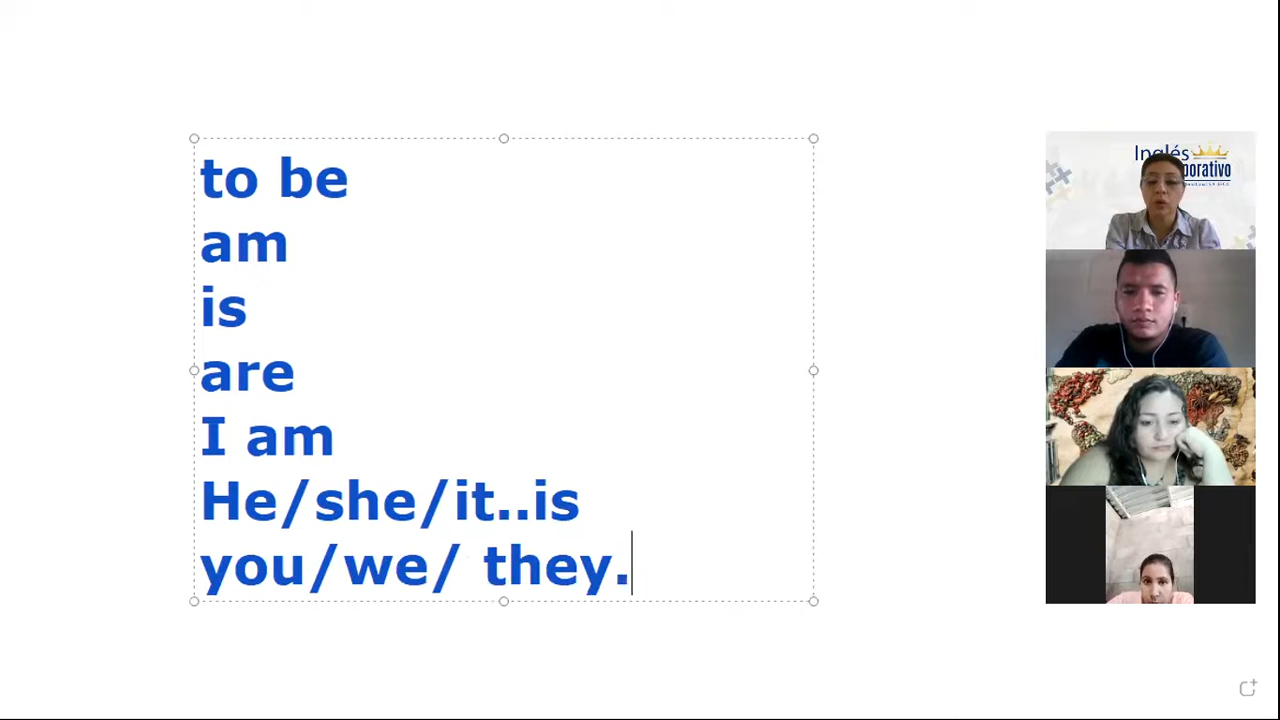 to be
am
is
are
I am
He/she/it..is
you/we/ they.
Inglés
porativo